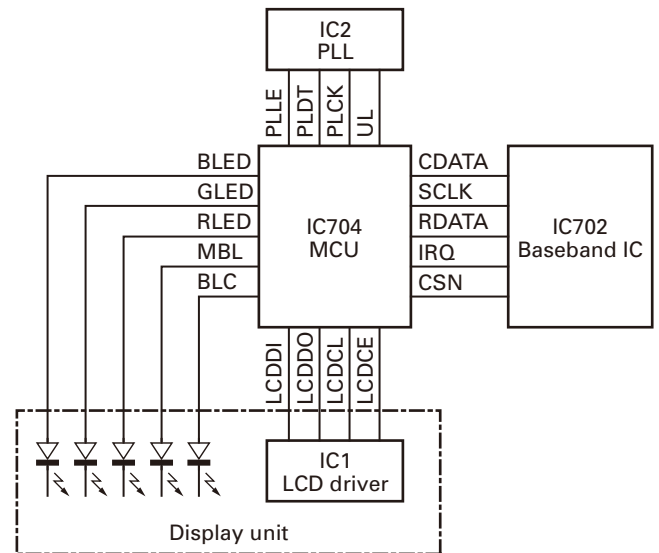 IC2
PLL
PLLE
PLDT
PLCK
UL
BLED
GLED
RLED
MBL
BLC
IC704
MCU
CDATA
SCLK
RDATA
IRQ
CSN
IC702
Baseband IC
LCDDI
LCDDO
LCDCL
LCDCE
IC1
LCD driver
Display unit